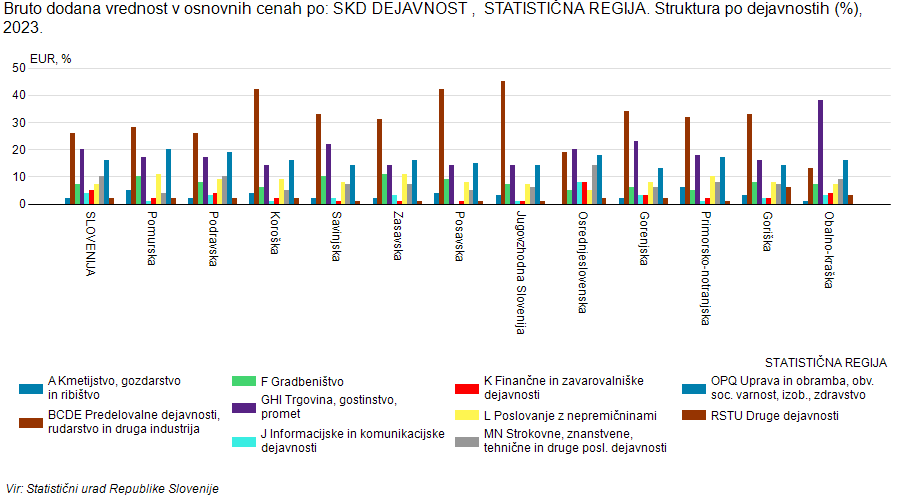 Bruto dodana vrednost v osnovnih cenah po: SKD DEJAVNOST , STATISTIČNA REGIJA. Struktura po dejavnostih (%),
2023.
EUR, %
50
40
30
20
10
0
SLOVENIJA
Pomurska
Podravska
Koroška
Savinjska
Zasavska
Posavska
Jugovzhodna Slovenija
Osrednjeslovenska
Gorenjska
Primorsko-notranjska
Goriška
Obalno-kraška
STATISTIČNA REGIJA
A Kmetijstvo, gozdarstvo
in ribištvo
BCDE Predelovalne dejavnosti,
rudarstvo in druga industrija
F Gradbeništvo
GHI Trgovina, gostinstvo,
promet
J Informacijske in komunikacijske
dejavnosti
K Finančne in zavarovalniške
dejavnosti
L Poslovanje z nepremičninami
MN Strokovne, znanstvene,
tehnične in druge posl. dejavnosti
OPQ Uprava in obramba, obv.
soc. varnost, izob., zdravstvo
RSTU Druge dejavnosti
Vir: Statistični urad Republike Slovenije